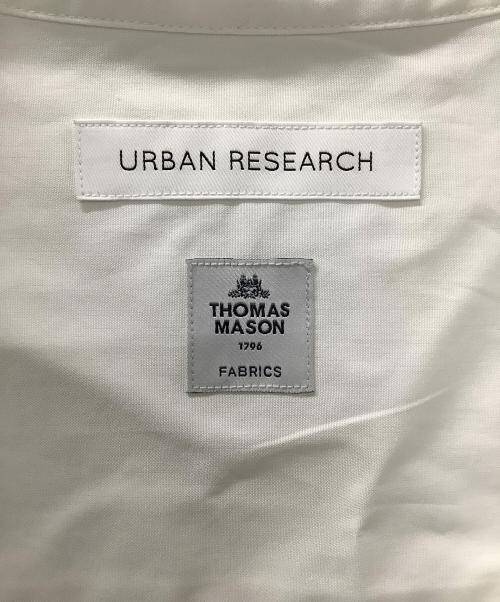 URBAN RESEARCH
THOMAS
MASON
1796
FABRICS